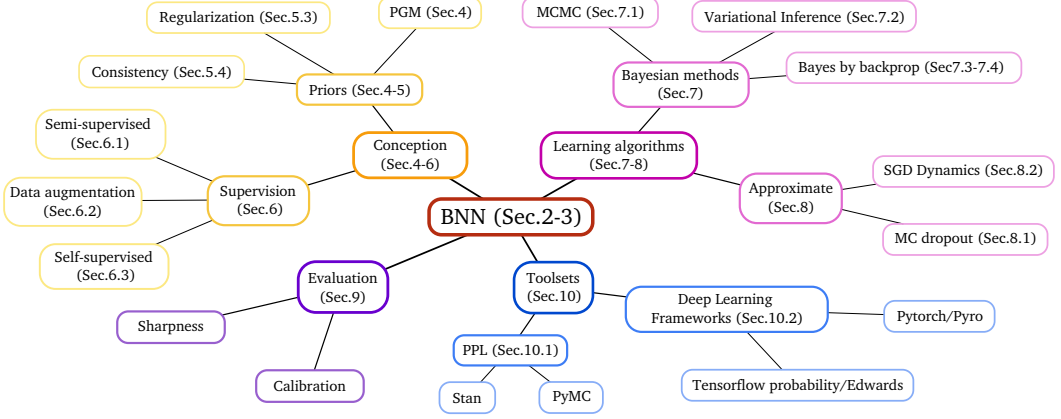 Regularization (Sec.5.3)
PGM (Sec.4)
MCMC (Sec.7.1)
Variational Inference (Sec.7.2)
Consistency (Sec.5.4)
Priors (Sec.4-5)
Bayesian methods
(Sec.7)
Bayes by backprop (Sec7.3-7.4)
Semi-supervised
(Sec.6.1)
Conception
(Sec.4-6)
Learning algorithms
(Sec.7-8)
Data augmentation
(Sec.6.2)
Supervision
(Sec.6)
Approximate
(Sec.8)
SGD Dynamics (Sec.8.2)
BNN (Sec.2-3)
MC dropout (Sec.8.1)
Self-supervised
(Sec.6.3)
Evaluation
(Sec.9)
Toolsets
(Sec.10)
Deep Learning
Frameworks (Sec.10.2)
Sharpness
Pytorch/Pyro
PPL (Sec.10.1)
Calibration
Stan
PyMC
Tensorflow probability/Edwards